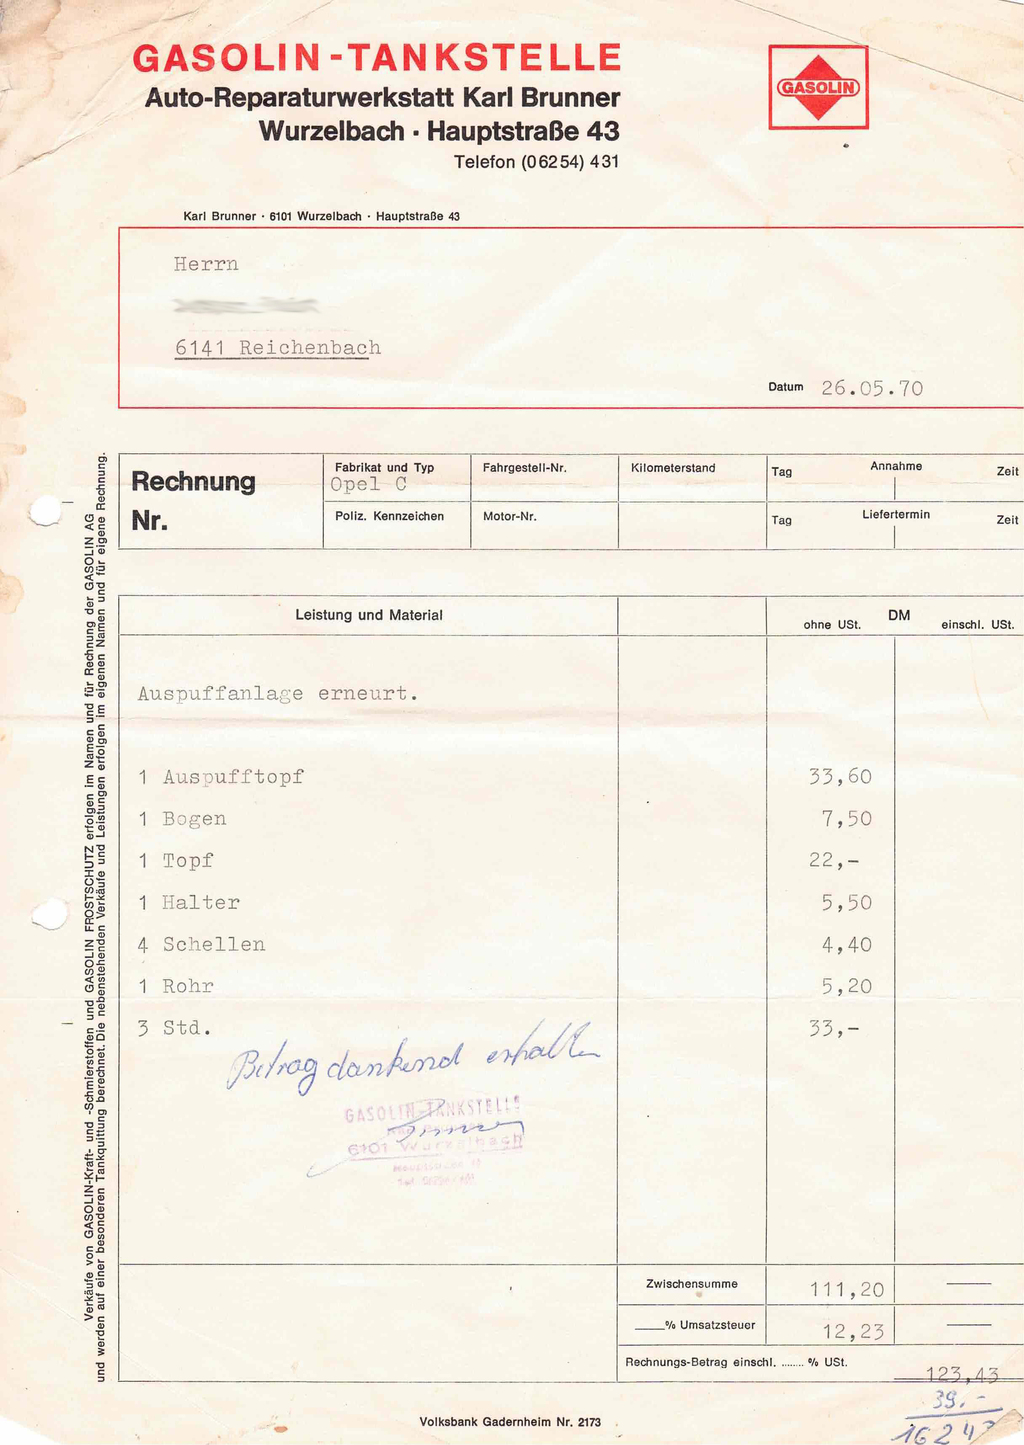 GASOLIN-TANKSTELLE
Auto-Reparaturwerkstatt Karl Brunner
Wurzelbach · Hauptstraße 43
Telefon (06254) 431
GASOLIN
Karl Brunner · 6101 Wurzelbach · Hauptstraße 43
Herrn
6141 Reichenbach
Datum 26.05.70
Rechnung
Nr.
Fabrikat und Typ
Opel C
Fahrgestell-Nr.
Kilometerstand
Tag Annahme Zeit
Poliz. Kennzeichen
Motor-Nr.
Tag Liefertermin Zeit
Leistung und Material
ohne USt. DM einschl. USt.
Auspuffanlage erneurt.
1 Auspufftopf 33,60
1 Bogen 7,50
1 Topf 22,-
1 Halter 5,50
4 Schellen 4,40
1 Rohr 5,20
3 Std. 33,-
Betrag dankend erhalten
GASOLIN-TANKSTELLE
6101 Wurzelbach
Zwischensumme 111,20
% Umsatzsteuer 12,23
Rechnungs-Betrag einschl. ........ % USt. 123,43
39,-
162 43
Volksbank Gadernheim Nr. 2173
Verkäufe von GASOLIN-Kraft- und -Schmierstoffen und GASOLIN FROSTSCHUTZ erfolgen im Namen und für Rechnung der GASOLIN AG
und werden auf einer besonderen Tankquittung berechnet. Die nebenstehenden Verkäufe und Leistungen erfolgen im eigenen Namen und für eigene Rechnung.